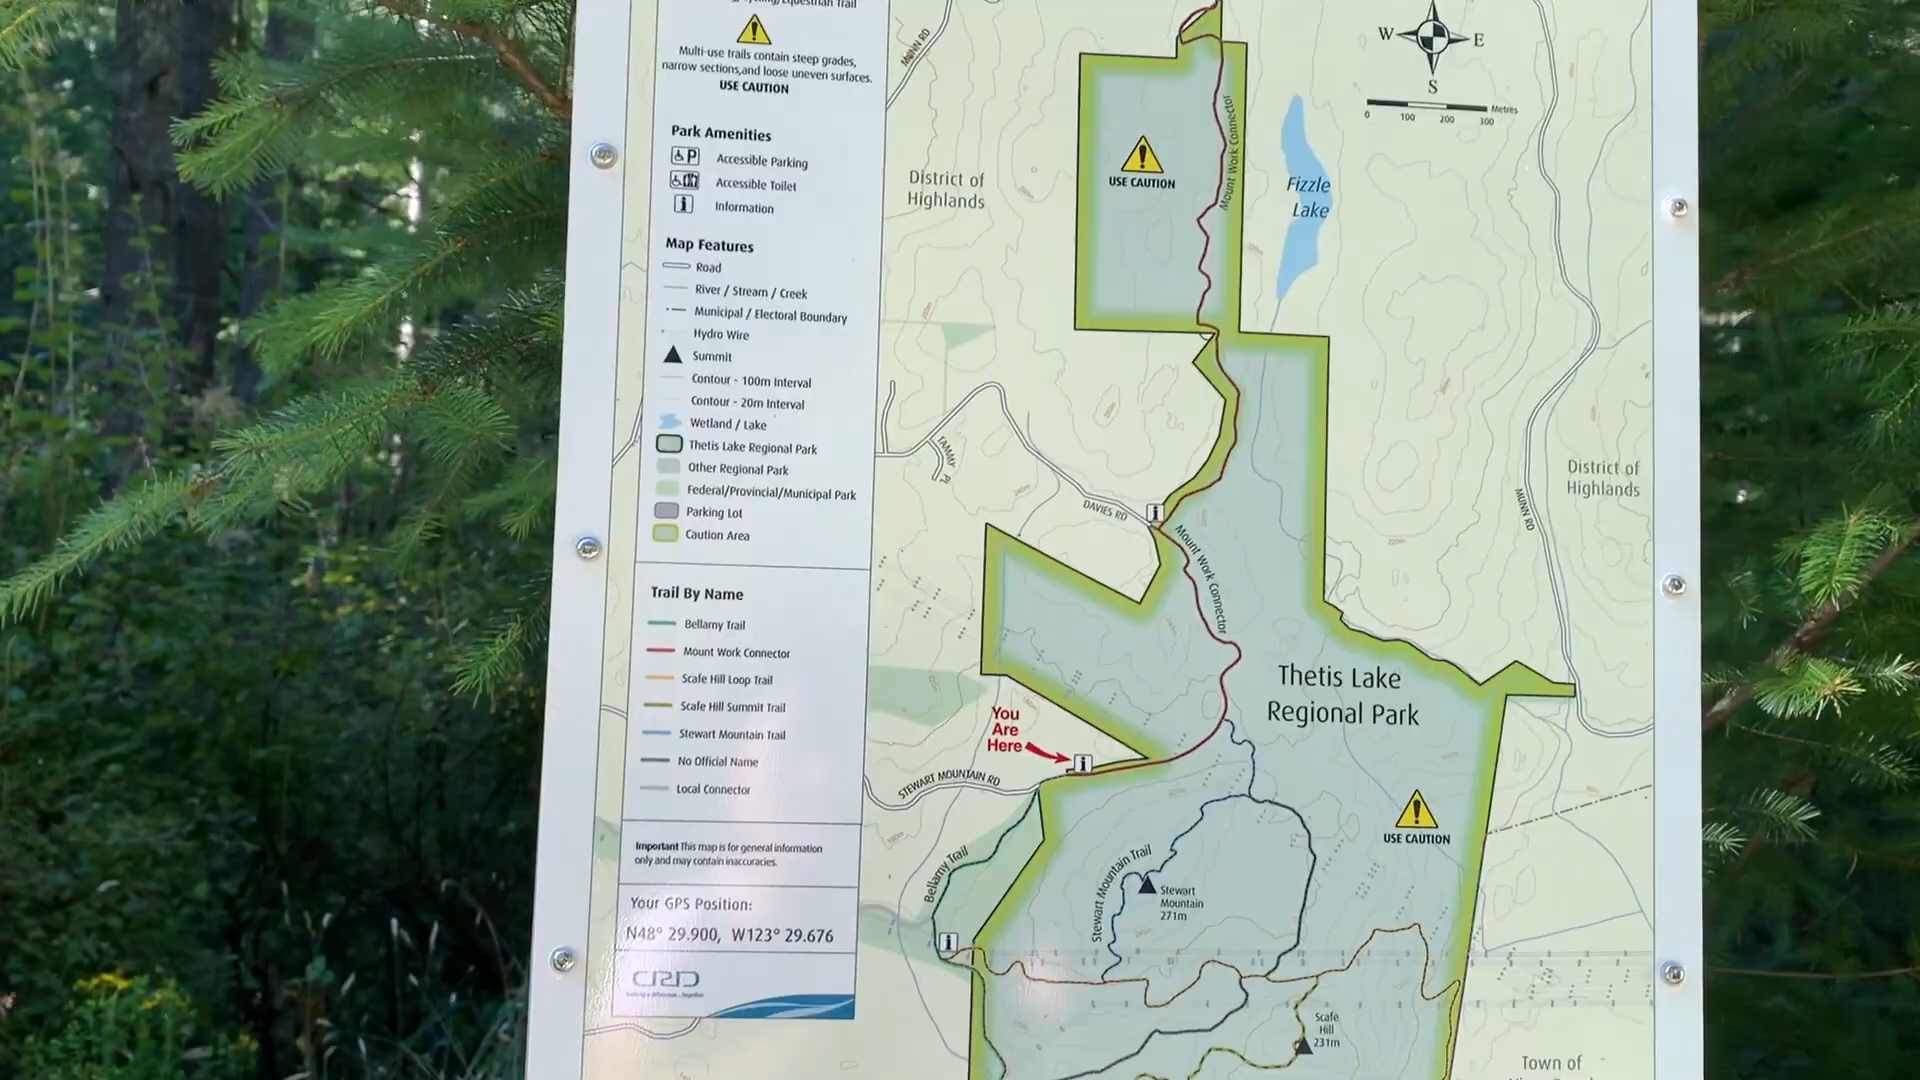 Multi-use trails contain steep grades,
narrow sections,and loose uneven surfaces.
USE CAUTION
Park Amenities
P
Accessible Parking
Accessible Toilet
i
Information
Map Features
Road
River / Stream / Creek
Municipal / Electoral Boundary
Hydro Wire
Summit
Contour - 100m Interval
Contour - 20m Interval
Wetland / Lake
Thetis Lake Regional Park
Other Regional Park
Federal/Provincial/Municipal Park
Parking Lot
Caution Area
Trail By Name
Bellamy Trail
Mount Work Connector
Scafe Hill Loop Trail
Scafe Hill Summit Trail
Stewart Mountain Trail
No Official Name
Local Connector
Important This map is for general information
only and may contain inaccuracies.
Your GPS Position:
N48° 29.900, W123° 29.676
CRD
MUNN RD
W
E
S
Metres
0 100 200 300
Mount Work Connector
USE CAUTION
Fizzle
Lake
District of
Highlands
TAMMY PL
DAVIES RD
i
Mount Work Connector
District of
Highlands
MUNN RD
Thetis Lake
Regional Park
You
Are
Here
i
STEWART MOUNTAIN RD
USE CAUTION
Bellamy Trail
Stewart Mountain Trail
Stewart
Mountain
271m
i
Scafe
Hill
231m
Town of